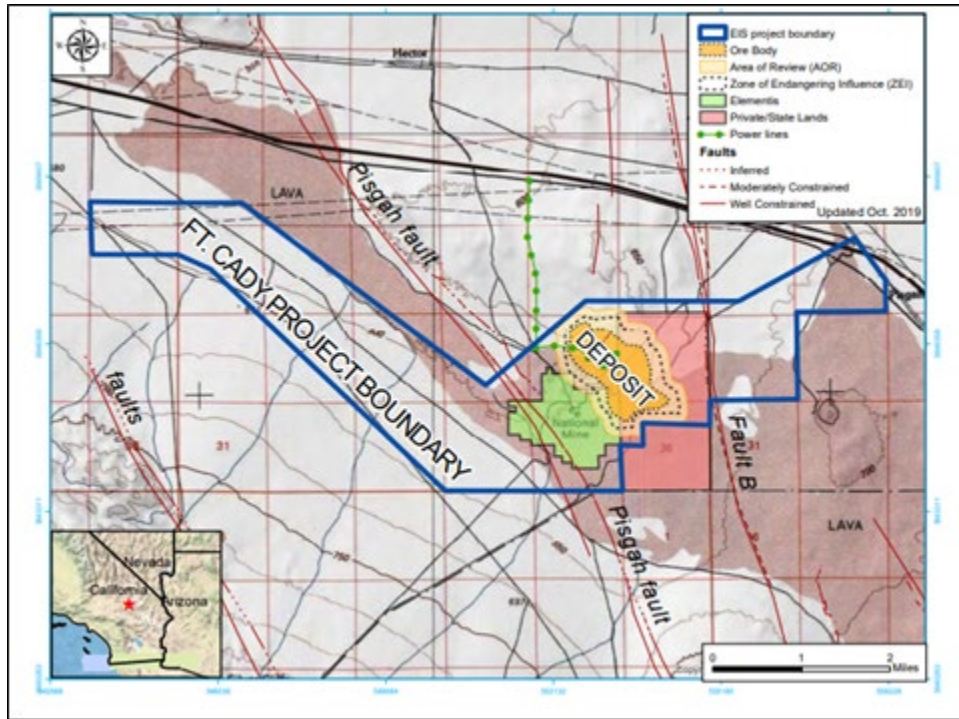 N
W
E
S
Hector
EIS project boundary
Ore Body
Area of Review (AOR)
Zone of Endangering Influence (ZEI)
Elementis
Private/State Lands
Power lines
Faults
Inferred
Moderately Constrained
Well Constrained
Updated Oct. 2019
LAVA
Pisgah fault
FT. CADY PROJECT BOUNDARY
DEPOSIT
National
Mine
faults
31
36
31
Fault B
Pisgah fault
LAVA
750
Nevada
California
Arizona
0 1 2
Miles